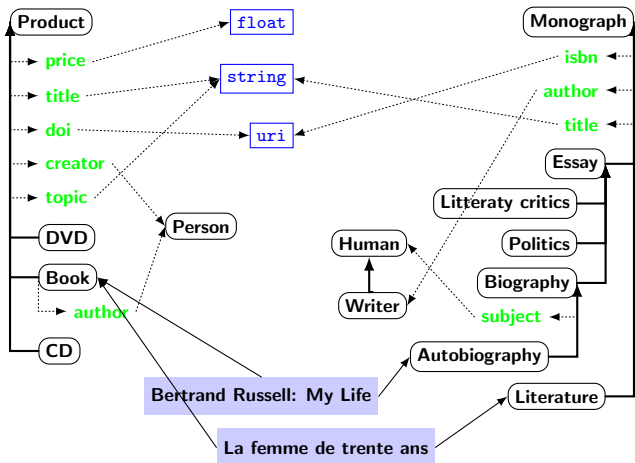 Product
float
Monograph
price
isbn
title
string
author
doi
uri
title
creator
Essay
topic
Litteraty critics
Person
DVD
Human
Politics
Book
Biography
author
Writer
subject
CD
Autobiography
Bertrand Russell: My Life
Literature
La femme de trente ans